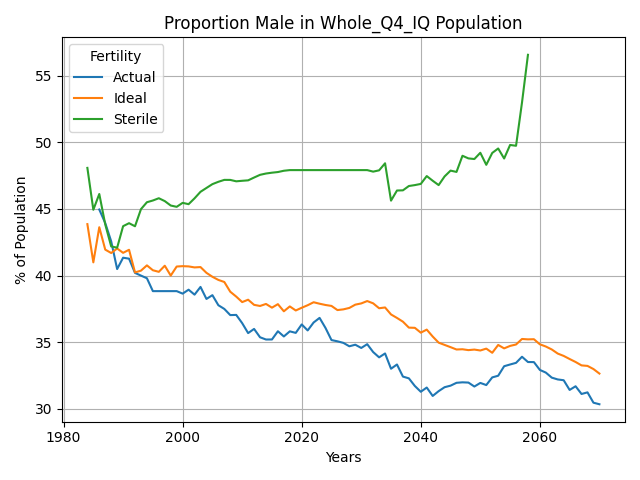 Proportion Male in Whole_Q4_IQ Population
Fertility
Actual
Ideal
Sterile
% of Population
55
50
45
40
35
30
1980
2000
2020
2040
2060
Years